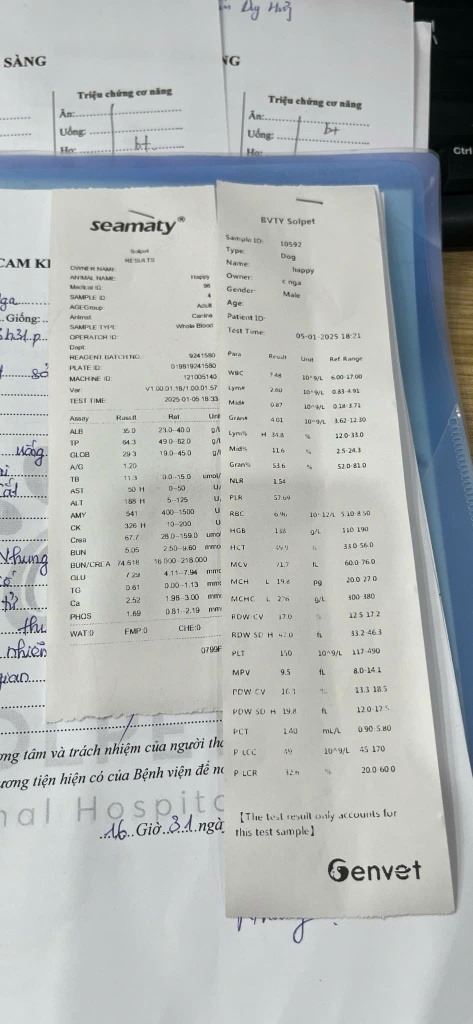 SÀNG
Triệu chứng cơ năng
Ăn:
Uống:
Ho:
bt
NG
Triệu chứng cơ năng
Ăn:
Uống:
bt
Ho:
Ctrl
CAM KẾ
Giống:
seamaty®
Solpet
RESULTS
OWNER NAME:
ANIMAL NAME: Happy
Medical ID: 96
SAMPLE ID: 4
AGEGroup: Adult
Animal: Canine
SAMPLE TYPE: Whole Blood
OPERATOR ID:
Dept:
REAGENT BATCH NO.: 9241580
PLATE ID: 019819241580
MACHINE ID: 121005140
Ver: V1.00.01.16/1.00.01.57
TEST TIME: 2025-01-05 18:33
Assay Result Ref Uni
ALB 35.0 23.0-40.0 g/l
TP 64.3 49.0-82.0 g/l
GLOB 29.3 19.0-45.0 g/l
A/G 1.20
TB 11.3 0.0-15.0 umol/
AST 50 H 0-50 U/
ALT 188 H 5-125 U/
AMY 541 400-1500 U
CK 326 H 10-200 U
Crea 67.7 28.0-159.0 umo
BUN 5.05 2.50-9.60 mmo
BUN/CREA 74.618 16.000-218.000
GLU 7.29 4.11-7.94 mmo
TG 0.61 0.00-1.13 mmo
Ca 2.52 1.98-3.00 mmo
PHOS 1.69 0.81-2.19 mmo
WAT:0 EMP:0 CHE:0
0799F
BVTY Solpet
Sample ID: 10592
Type: Dog
Name: happy
Owner: c nga
Gender: Male
Age:
Patient ID:
Test Time: 05-01-2025 18:21
Para Result Unit Ref. Range
WBC 7.48 10^9/L 6.00-17.00
Lym# 2.60 10^9/L 0.83-4.91
Mid# 0.87 10^9/L 0.18-3.71
Gran# 4.01 10^9/L 3.62-12.30
Lym% H 34.8 % 12.0-33.0
Mid% 11.6 % 2.5-24.3
Gran% 53.6 % 52.0-81.0
NLR 1.54
PLR 57.69
RBC 6.96 10^12/L 5.10-8.50
HGB g/L 110-190
HCT 49.9 % 33.0-56.0
MCV 71.7 fL 60.0-76.0
MCH L 19.8 pg 20.0-27.0
MCHC L 276 g/L 300-380
RDW CV 17.0 % 12.5-17.2
RDW SD H 47.0 fL 33.2-46.3
PLT 150 10^9/L 117-490
MPV 9.5 fL 8.0-14.1
PDW CV 16.3 % 13.3-18.5
PDW SD H 19.8 fL 12.0-17.5
PCT 1.40 mL/L 0.90-5.80
P LCC 49 10^9/L 45-170
P LCR 32.6 % 20.0-60.0
【The test result only accounts for
this test sample】
Genvet
ng tâm và trách nhiệm của người th
ương tiện hiện có của Bệnh viện để n
nal Hospit
16 Giờ 31 ngà